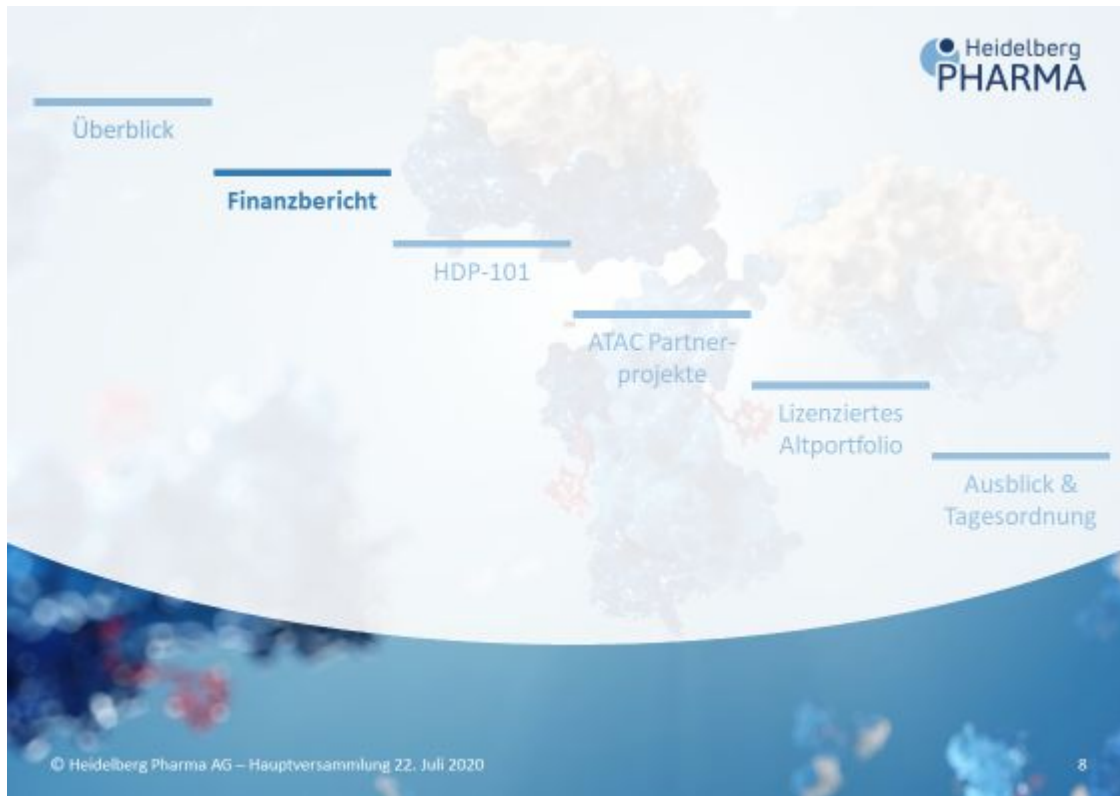 Heidelberg
PHARMA
Überblick
Finanzbericht
HDP-101
ATAC Partner-
projekte
Lizenziertes
Altportfolio
Ausblick &
Tagesordnung
© Heidelberg Pharma AG – Hauptversammlung 22. Juli 2020
8